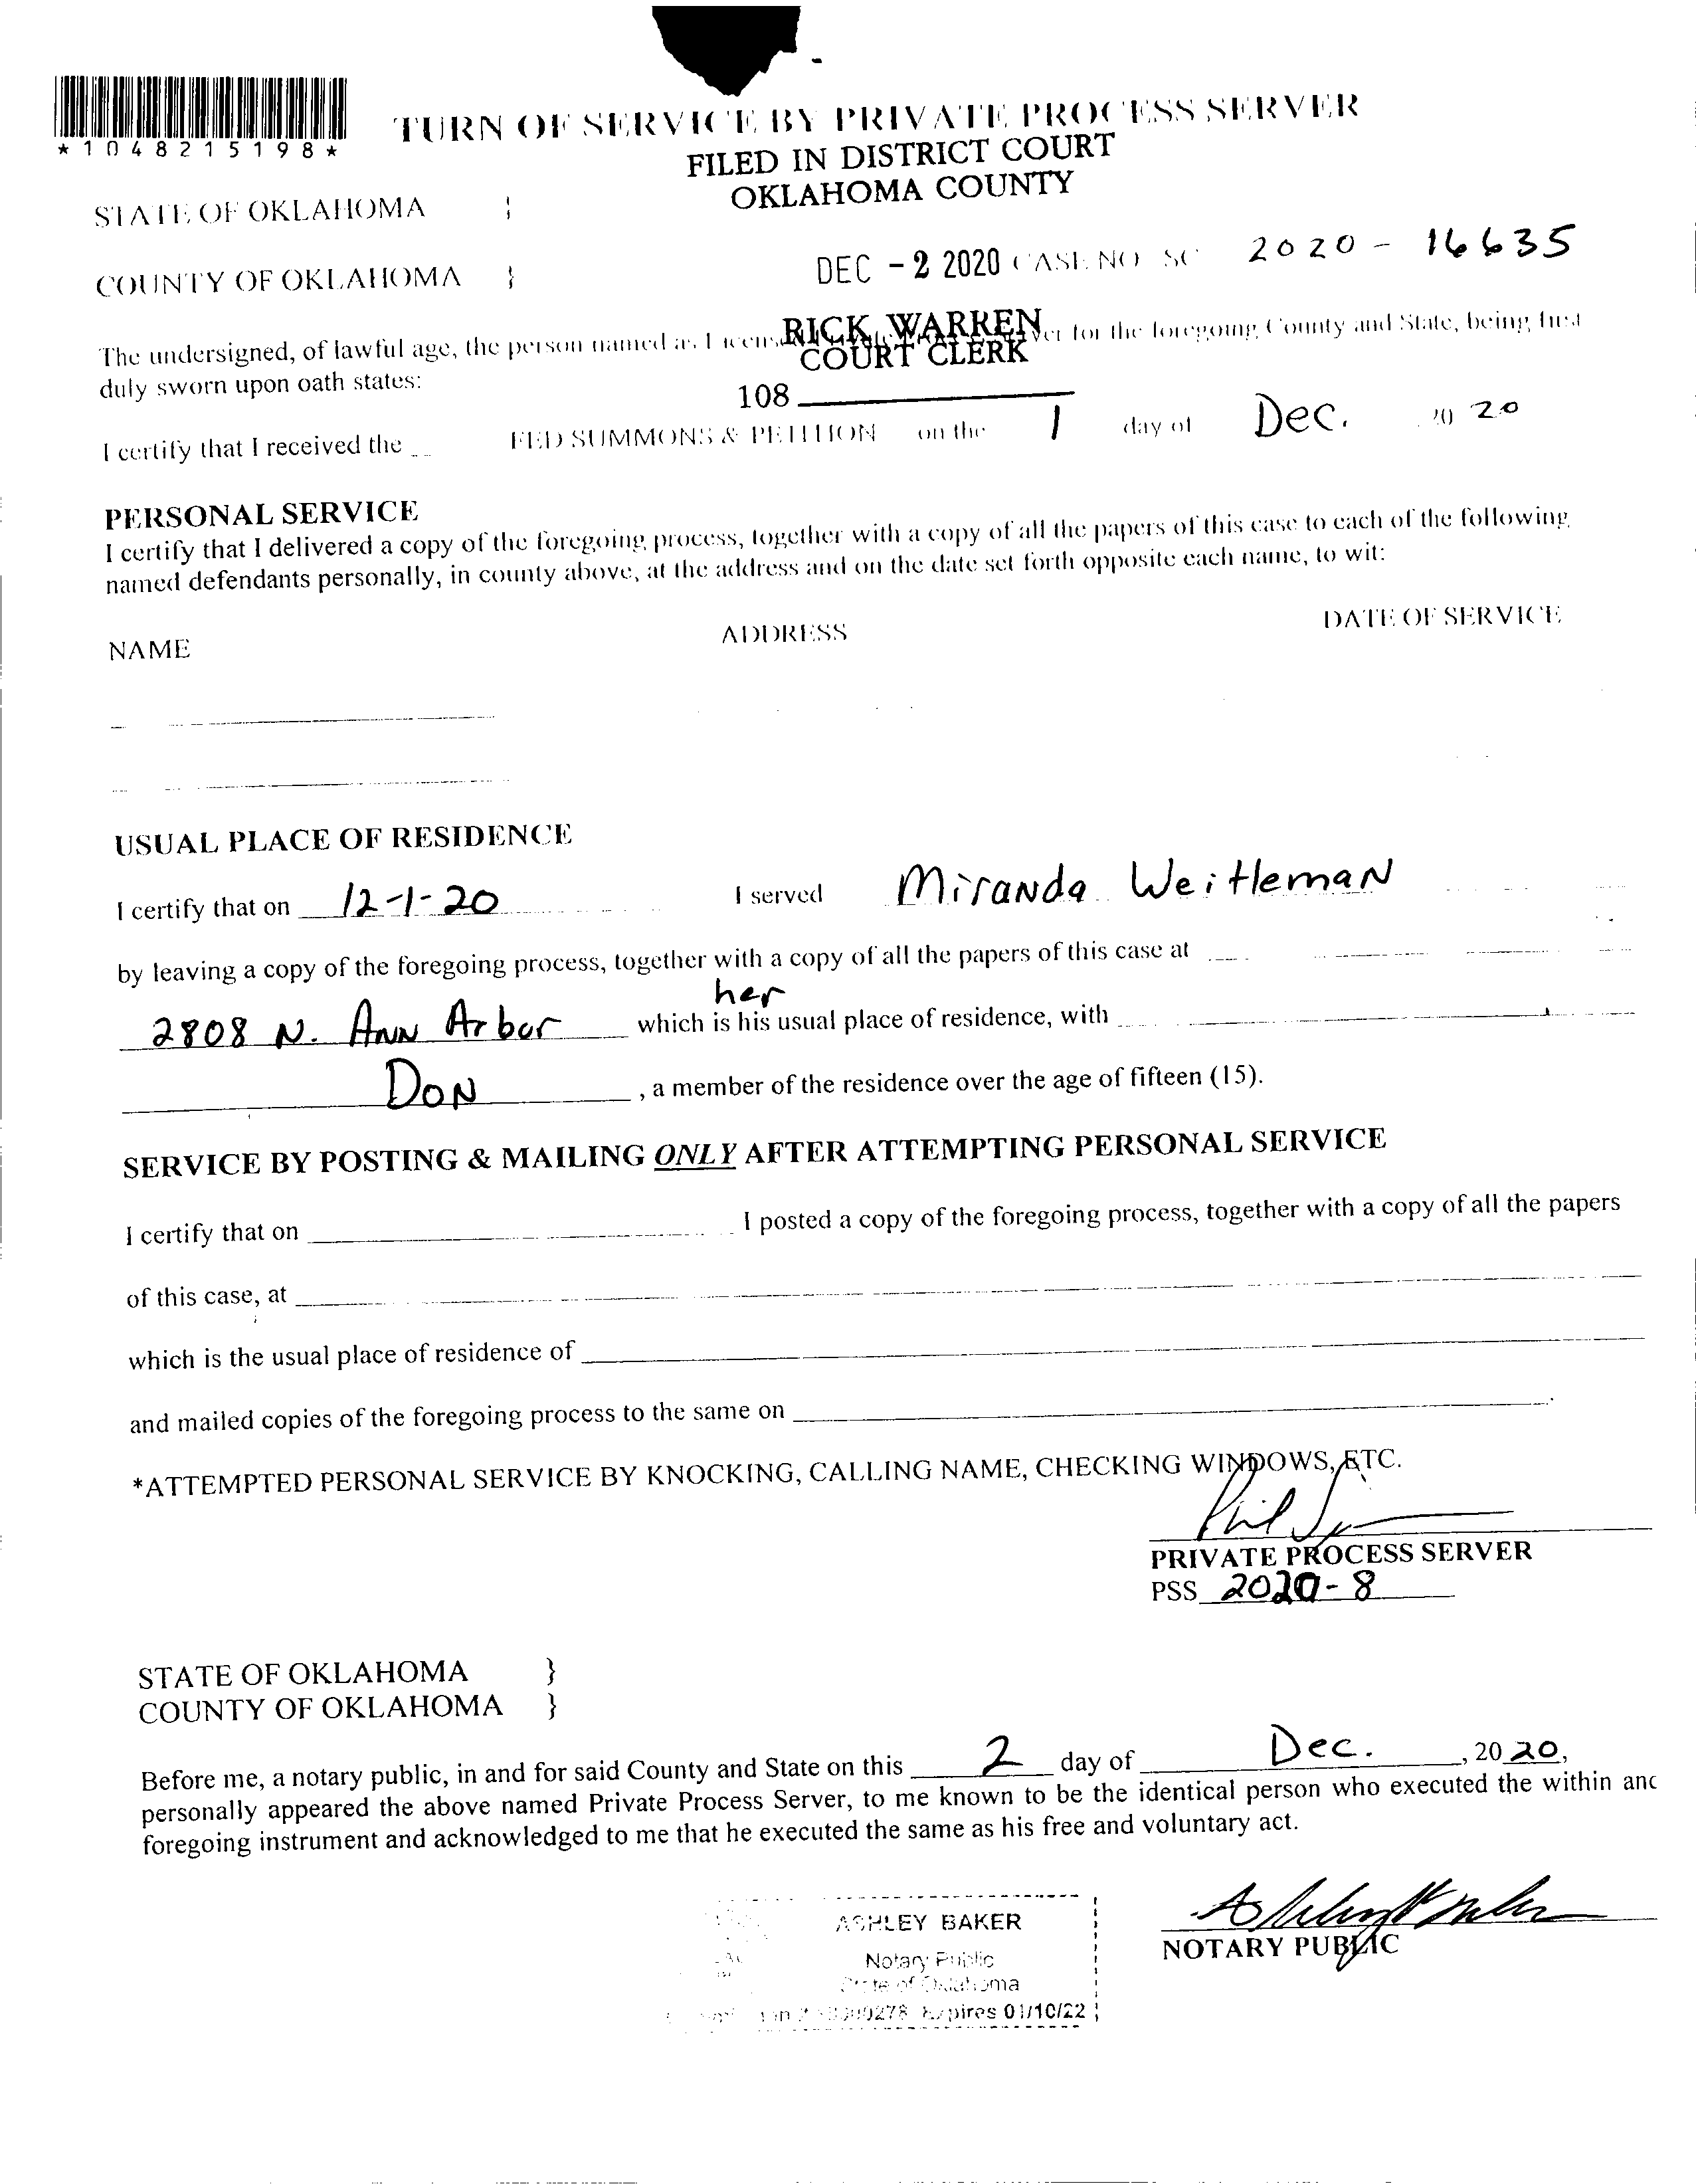 *1048215198*
TURN OF SERVICE BY PRIVATE PROCESS SERVER
FILED IN DISTRICT COURT
OKLAHOMA COUNTY
STATE OF OKLAHOMA }
DEC - 2 2020 CASE NO SC 2020 - 16635
COUNTY OF OKLAHOMA }
RICK WARREN
The undersigned, of lawful age, the person named as for the foregoing County and State, being first
COURT CLERK
duly sworn upon oath states:
108
I certify that I received the FED SUMMONS & PETITION on the 1 day of Dec. 20 20
PERSONAL SERVICE
I certify that I delivered a copy of the foregoing process, together with a copy of all the papers of this case to each of the following
named defendants personally, in county above, at the address and on the date set forth opposite each name, to wit:
NAME ADDRESS DATE OF SERVICE
USUAL PLACE OF RESIDENCE
I certify that on 12-1-20 I served Miranda Weitleman
by leaving a copy of the foregoing process, together with a copy of all the papers of this case at
her
2808 N. Ann Arbor which is his usual place of residence, with
Don , a member of the residence over the age of fifteen (15).
SERVICE BY POSTING & MAILING ONLY AFTER ATTEMPTING PERSONAL SERVICE
I certify that on I posted a copy of the foregoing process, together with a copy of all the papers
of this case, at
which is the usual place of residence of
and mailed copies of the foregoing process to the same on .
*ATTEMPTED PERSONAL SERVICE BY KNOCKING, CALLING NAME, CHECKING WINDOWS, ETC.
PRIVATE PROCESS SERVER
PSS 2020-8
STATE OF OKLAHOMA }
COUNTY OF OKLAHOMA }
Before me, a notary public, in and for said County and State on this 2 day of Dec. , 20 20,
personally appeared the above named Private Process Server, to me known to be the identical person who executed the within anc
foregoing instrument and acknowledged to me that he executed the same as his free and voluntary act.
ASHLEY BAKER
NOTARY PUBLIC
Notary Public
State of Oklahoma
Expires 01/10/22